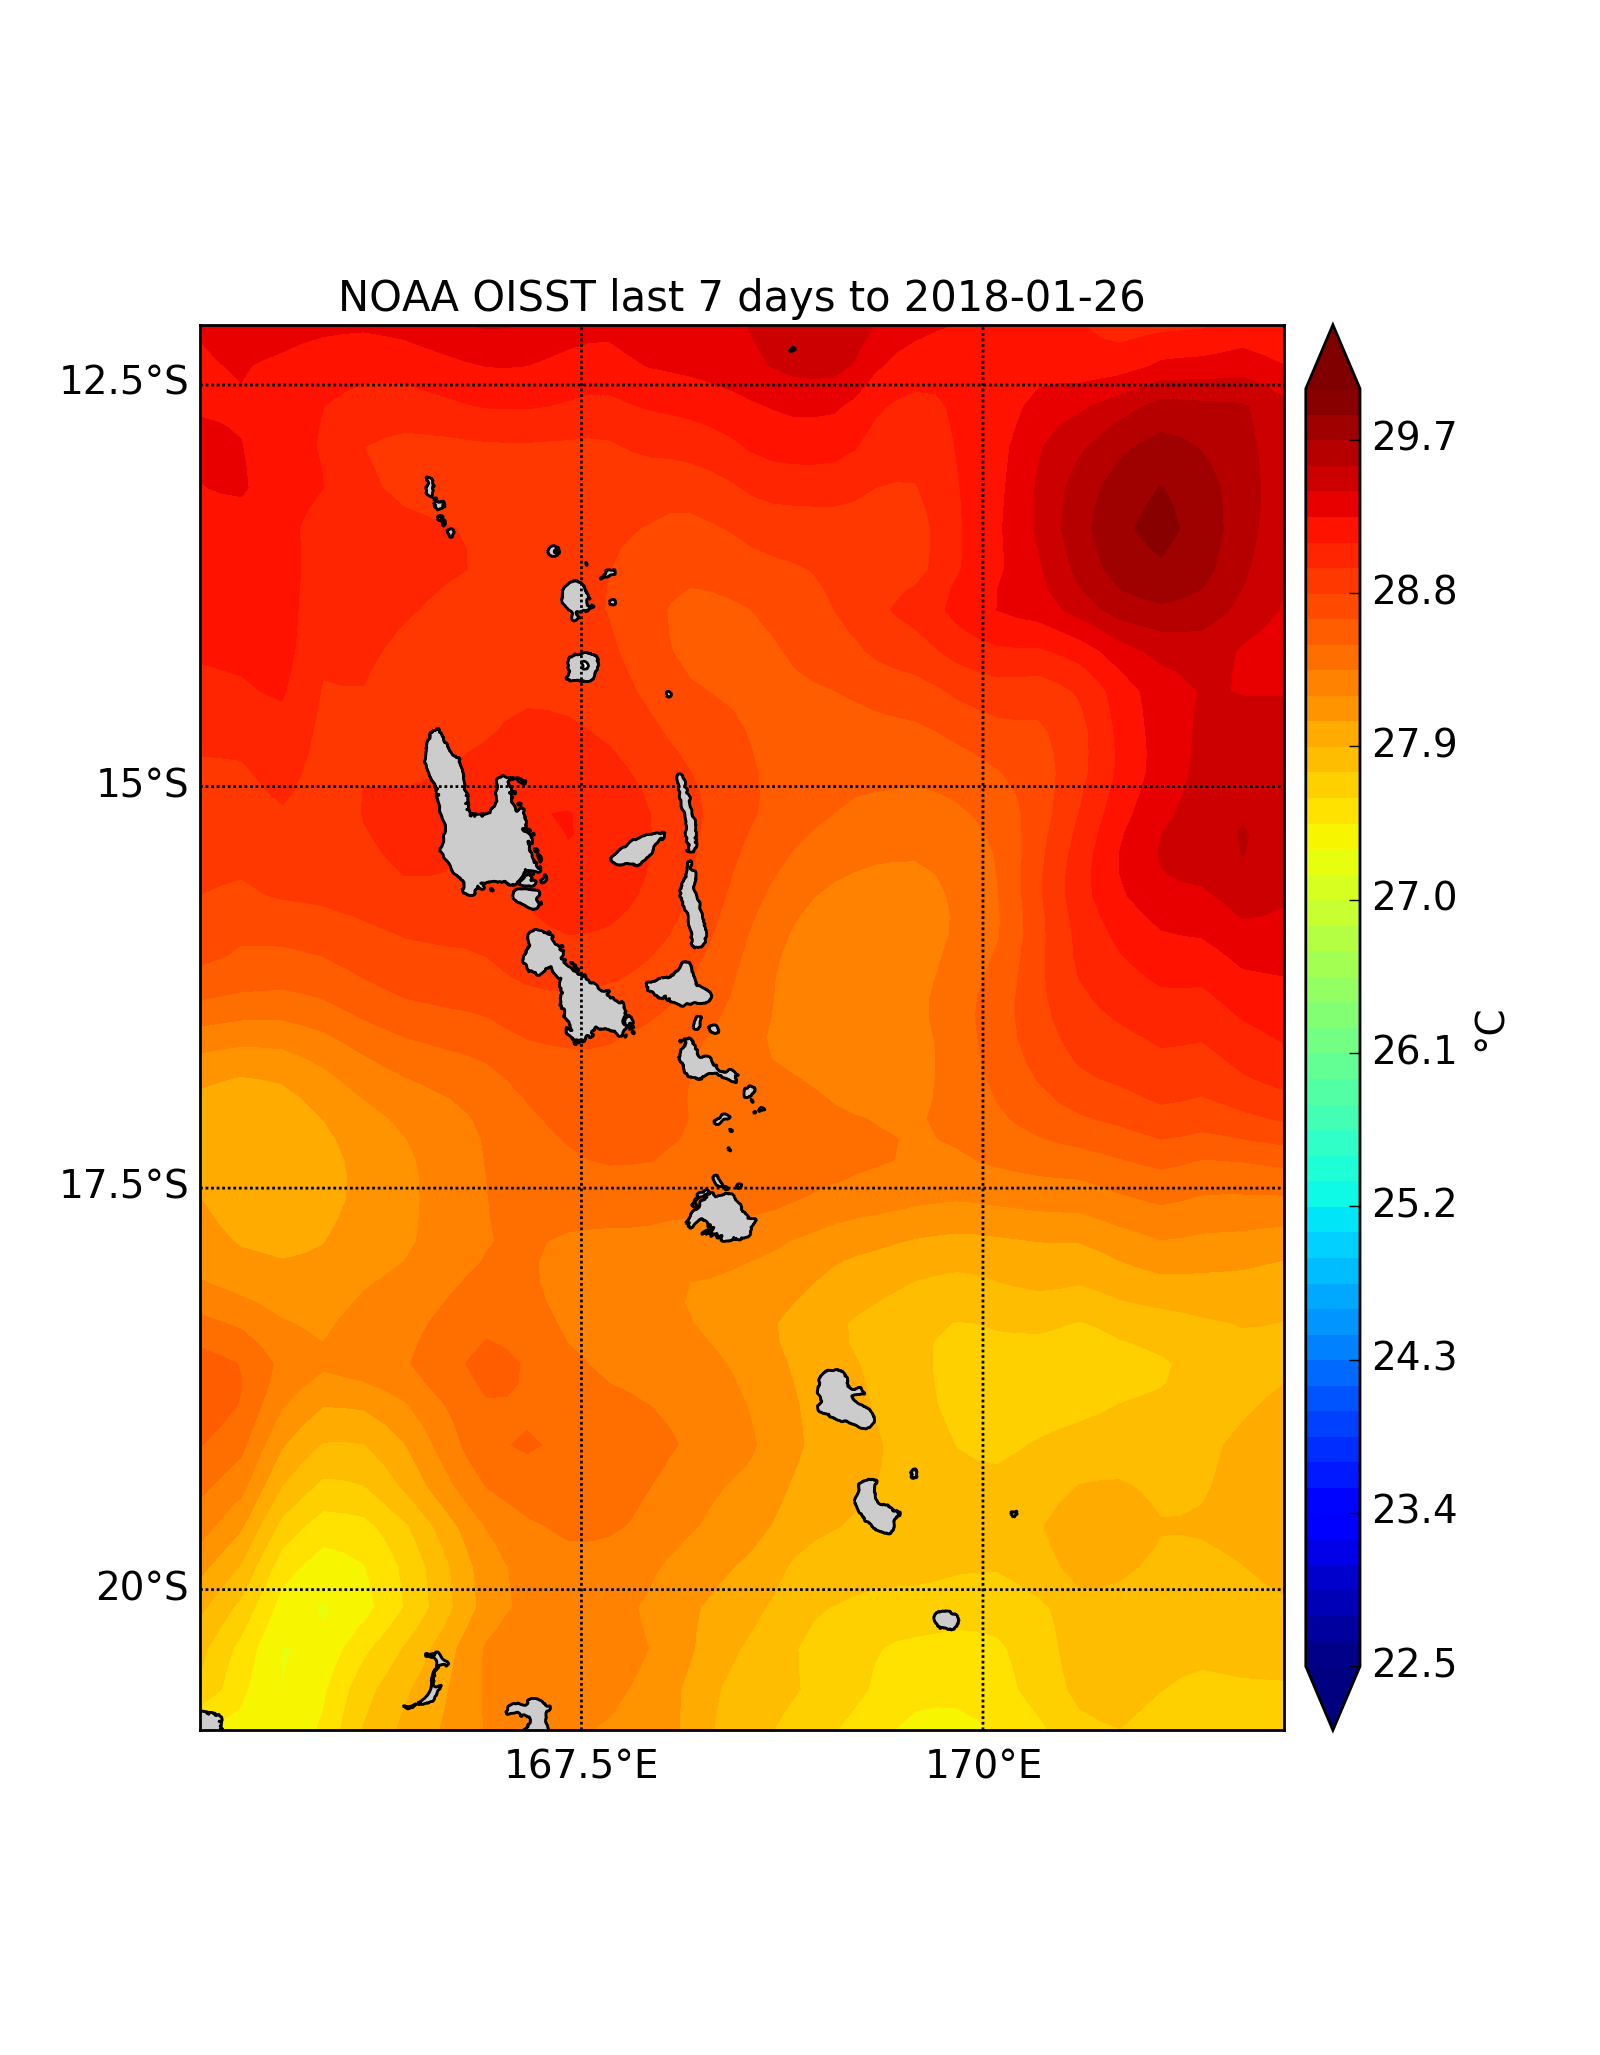 NOAA OISST last 7 days to 2018-01-26
12.5°S
15°S
17.5°S
20°S
167.5°E
170°E
29.7
28.8
27.9
27.0
26.1
25.2
24.3
23.4
22.5
°C